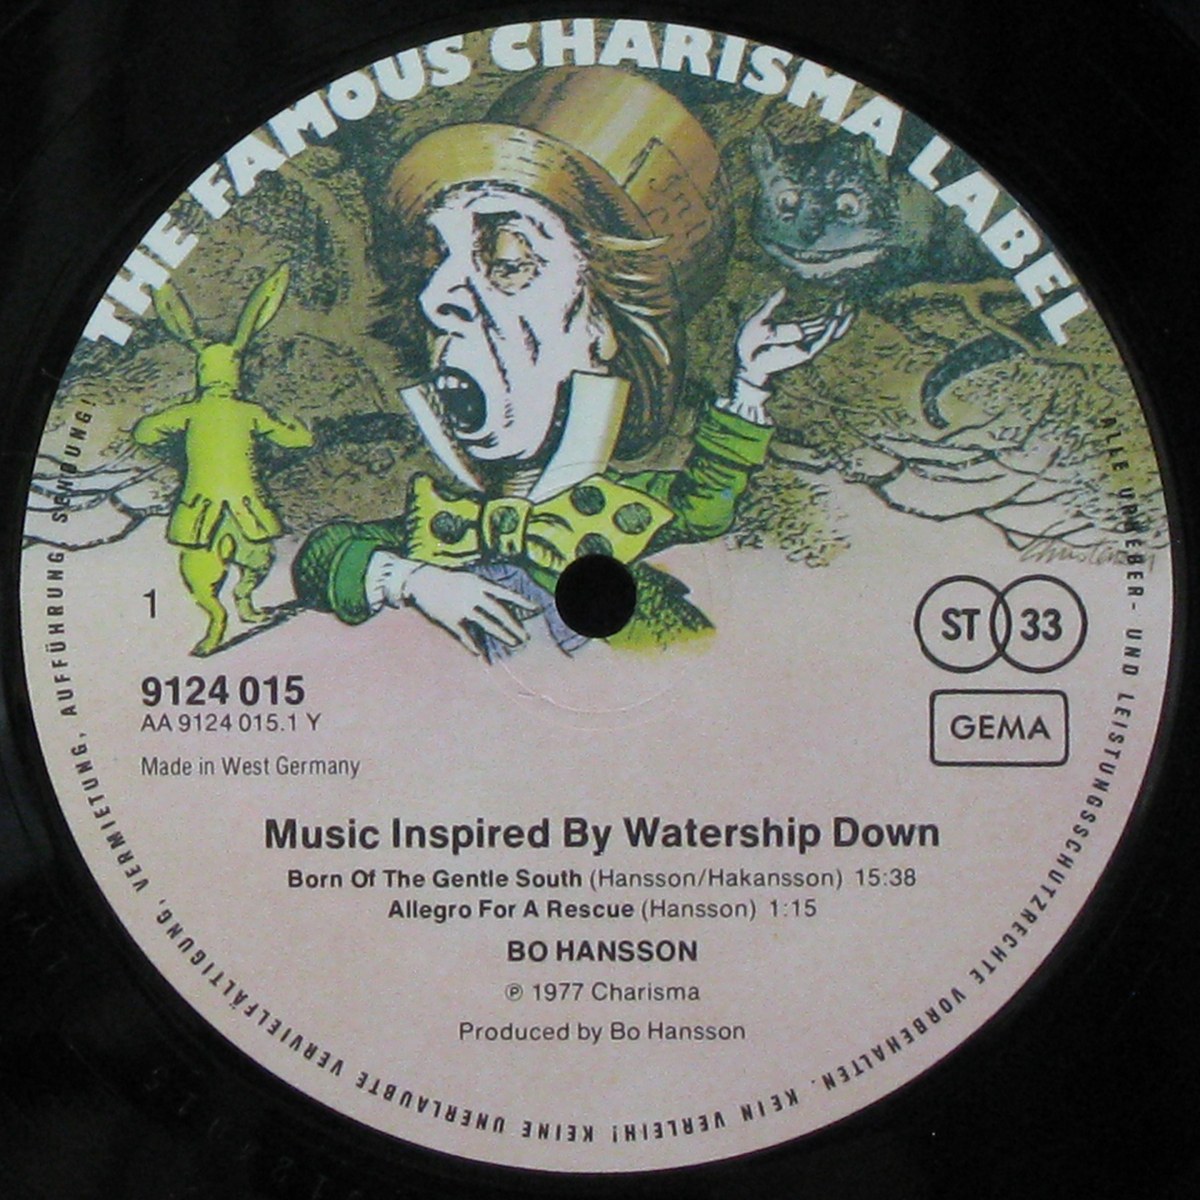 THE FAMOUS CHARISMA LABEL
1
ST 33
GEMA
9124 015
AA 9124 015.1 Y
Made in West Germany
Music Inspired By Watership Down
Born Of The Gentle South (Hansson/Hakansson) 15:38
Allegro For A Rescue (Hansson) 1:15
BO HANSSON
℗ 1977 Charisma
Produced by Bo Hansson
ALLE URHEBER- UND LEISTUNGSSCHUTZRECHTE VORBEHALTEN. KEIN VERLEIH! KEINE UNERLAUBTE VERVIELFÄLTIGUNG, VERMIETUNG, AUFFÜHRUNG, SENDUNG!